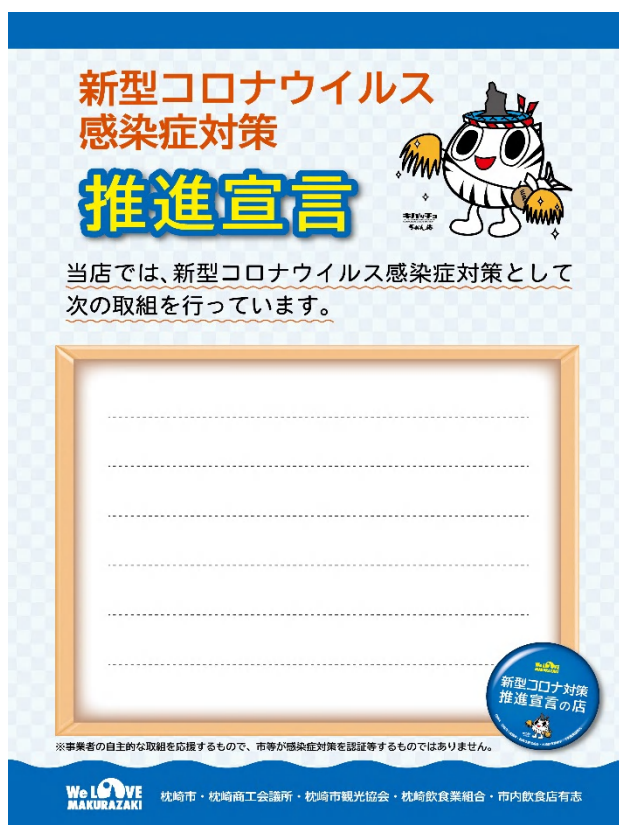 新型コロナウイルス
感染症対策
推進宣言
当店では、新型コロナウイルス感染症対策として
次の取組を行っています。
We LOVE
MAKURAZAKI
新型コロナ対策
推進宣言の店
※事業者の自主的な取組を応援するもので、市等が感染症対策を認証等するものではありません。
We LOVE
MAKURAZAKI
枕崎市・枕崎商工会議所・枕崎市観光協会・枕崎飲食業組合・市内飲食店有志